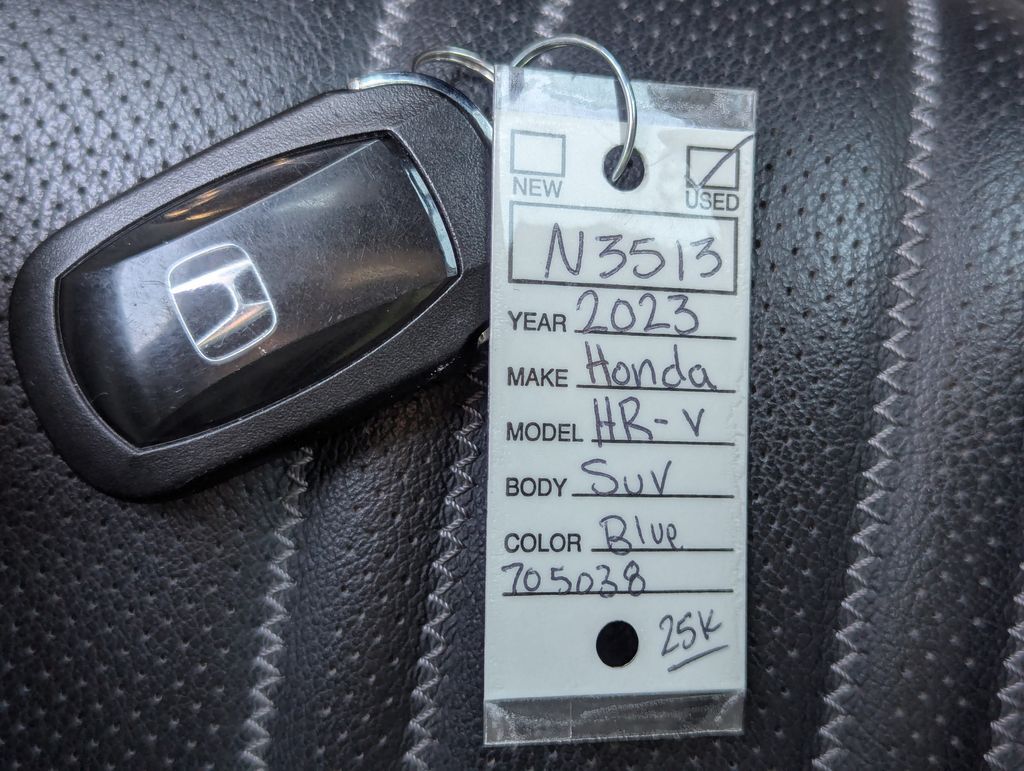 NEW USED
N3513
YEAR 2023
MAKE Honda
MODEL HR-V
BODY SUV
COLOR Blue
705038
25K